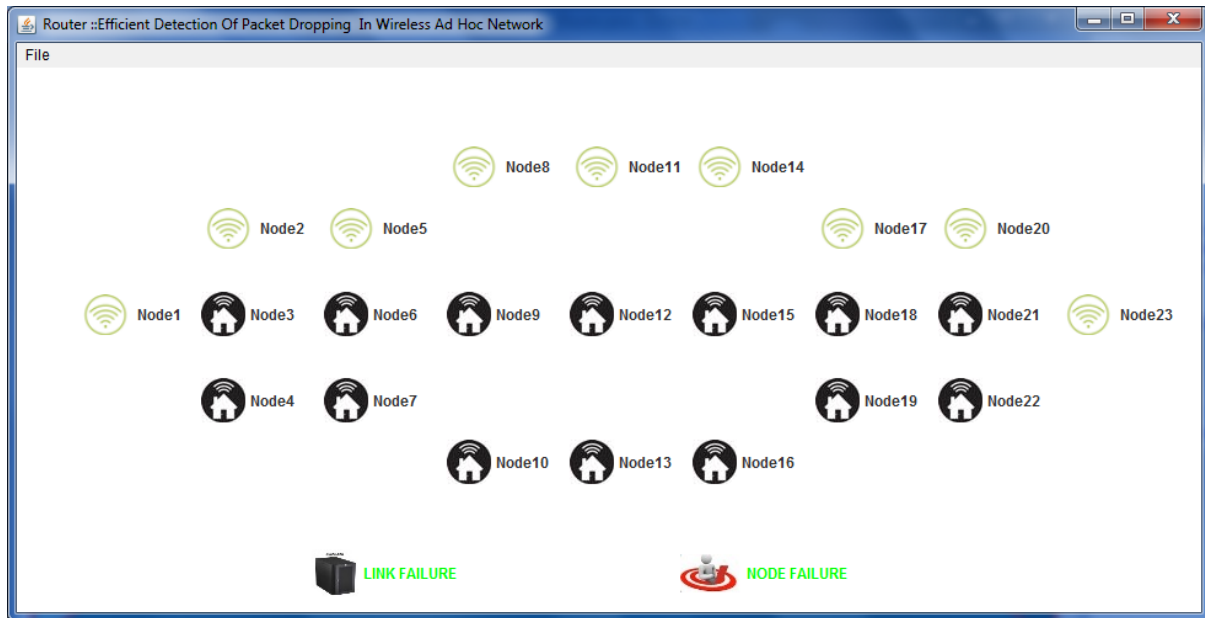 Router ::Efficient Detection Of Packet Dropping  In Wireless Ad Hoc Network
File
Node8 Node11 Node14
Node2 Node5 Node17 Node20
Node1 Node3 Node6 Node9 Node12 Node15 Node18 Node21 Node23
Node4 Node7 Node19 Node22
Node10 Node13 Node16
LINK FAILURE NODE FAILURE